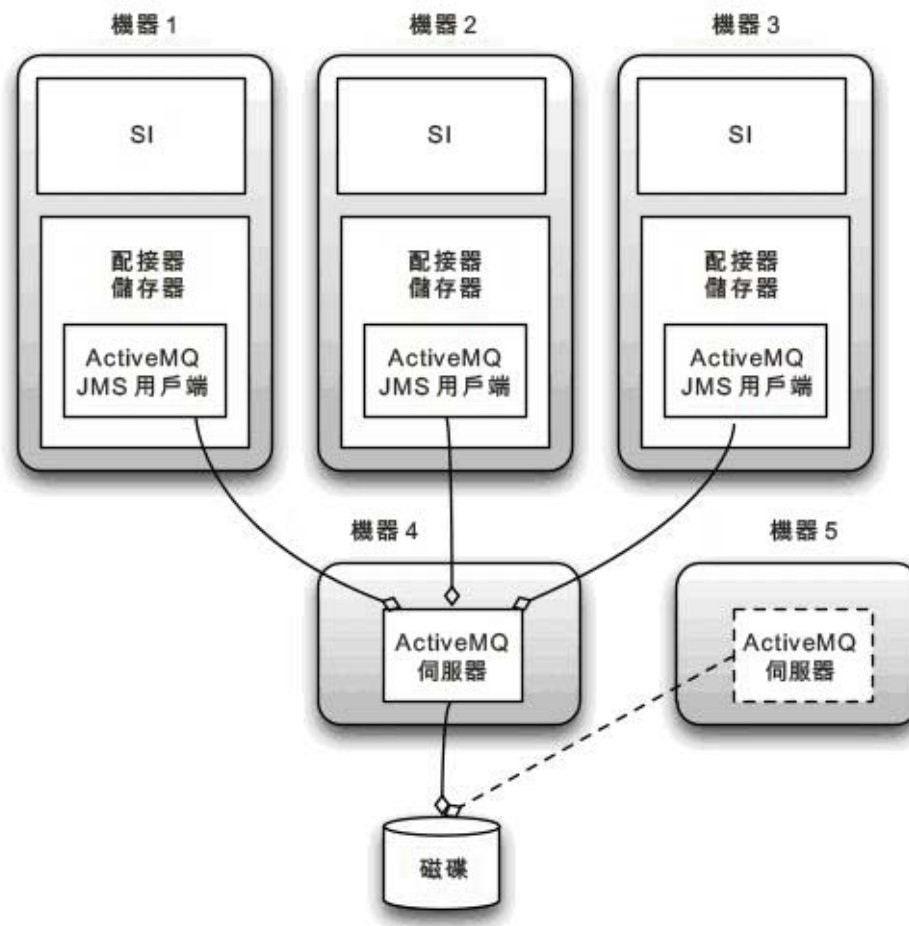 機器 1
機器 2
機器 3
SI
SI
SI
配接器
儲存器
配接器
儲存器
配接器
儲存器
ActiveMQ
JMS 用戶端
ActiveMQ
JMS 用戶端
ActiveMQ
JMS 用戶端
機器 4
機器 5
ActiveMQ
伺服器
ActiveMQ
伺服器
磁碟